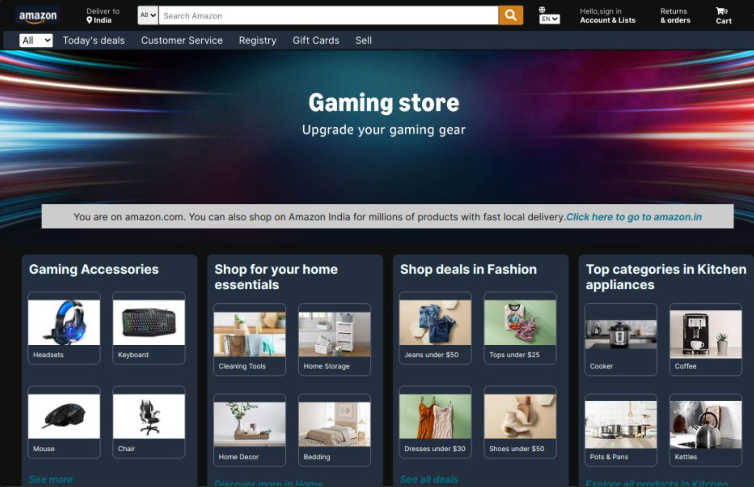 amazon
Deliver to
India
All
Search Amazon
EN
Hello,sign in
Account & Lists
Returns
& orders
0
Cart
All
Today's deals
Customer Service
Registry
Gift Cards
Sell
Gaming store
Upgrade your gaming gear
You are on amazon.com. You can also shop on Amazon India for millions of products with fast local delivery.Click here to go to amazon.in
Gaming Accessories
Headsets
Keyboard
Mouse
Chair
See more
Shop for your home
essentials
Cleaning Tools
Home Storage
Home Decor
Bedding
Discover more in Home
Shop deals in Fashion
Jeans under $50
Tops under $25
Dresses under $30
Shoes under $50
See all deals
Top categories in Kitchen
appliances
Cooker
Coffee
Pots & Pans
Kettles
Explore all products in Kitchen